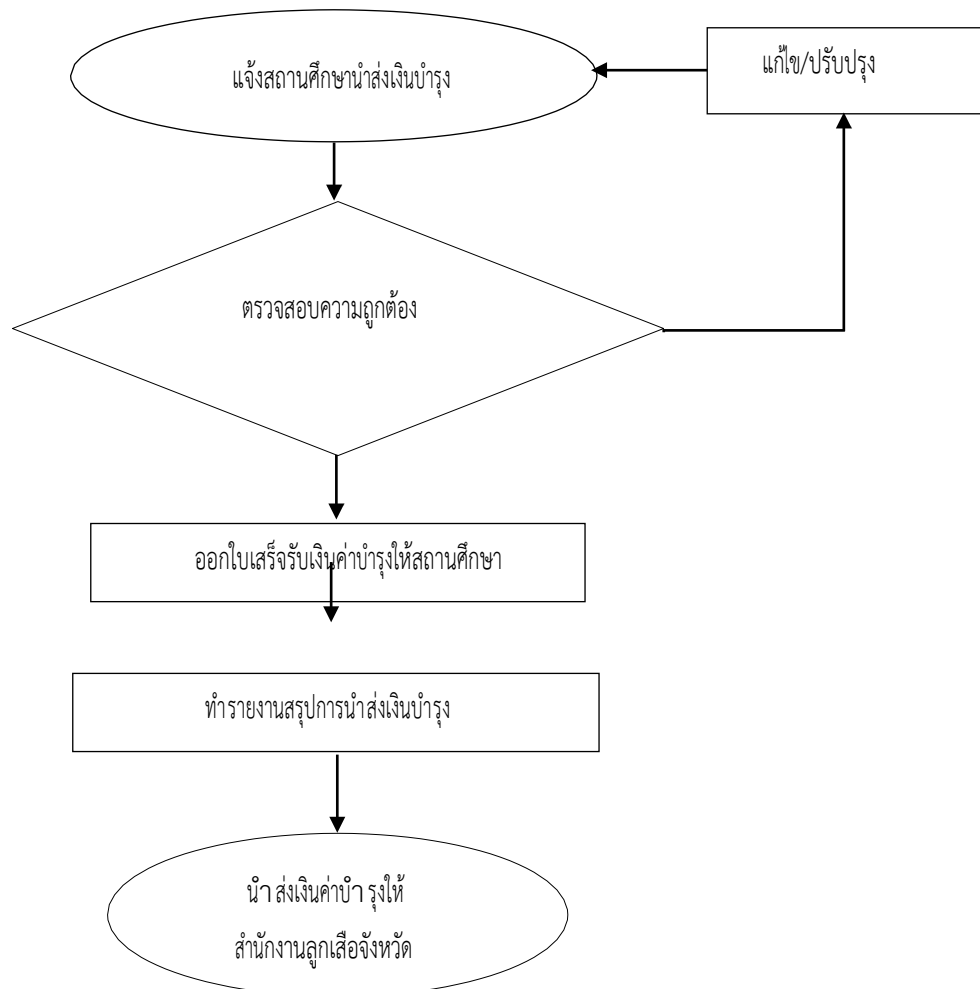 แจ้งสถานศึกษานำส่งเงินบำรุง
แก้ไข/ปรับปรุง
ตรวจสอบความถูกต้อง
ออกใบเสร็จรับเงินค่าบำรุงให้สถานศึกษา
ทำรายงานสรุปการนำส่งเงินบำรุง
นำส่งเงินค่าบำรุงให้
สำนักงานลูกเสือจังหวัด